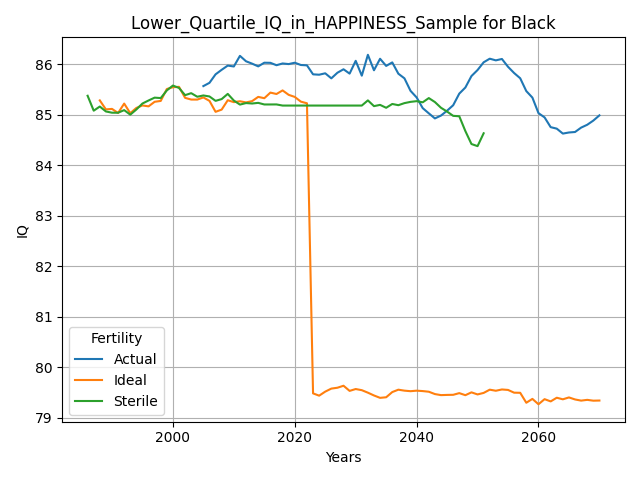 Lower_Quartile_IQ_in_HAPPINESS_Sample for Black
86
85
84
83
82
81
80
79
IQ
Fertility
Actual
Ideal
Sterile
2000
2020
2040
2060
Years